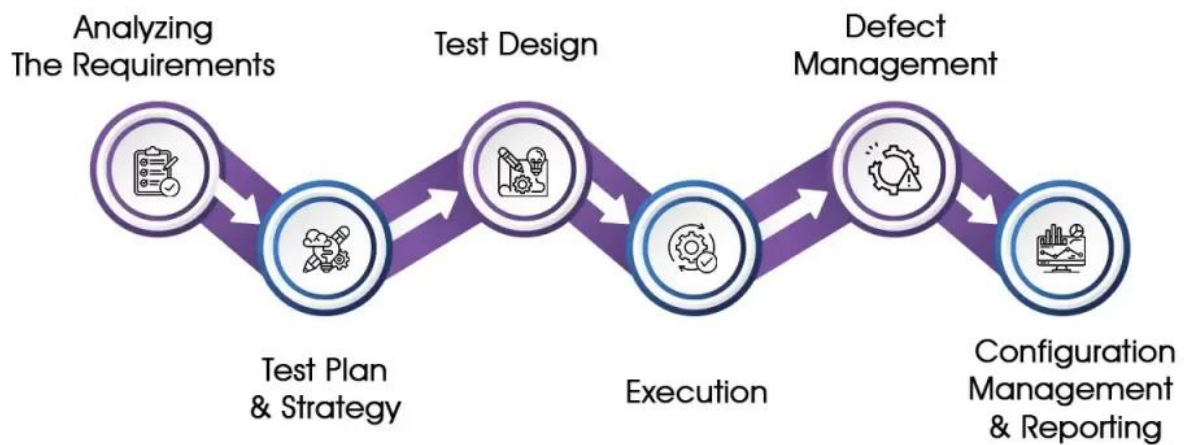 Analyzing
The Requirements
Test Plan
& Strategy
Test Design
Execution
Defect
Management
Configuration
Management
& Reporting